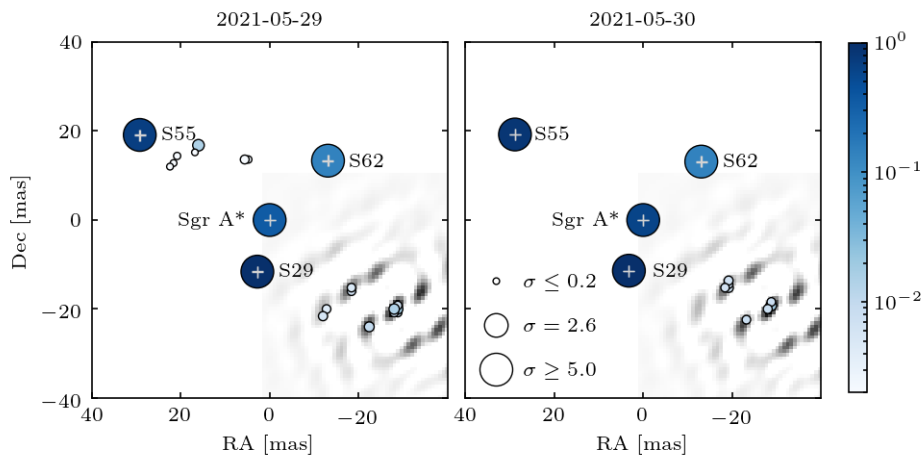 2021-05-29
2021-05-30
40
20
0
−20
−40
Dec [mas]
S55
S62
Sgr A*
S29
S55
S62
Sgr A*
S29
σ ≤ 0.2
σ = 2.6
σ ≥ 5.0
10⁰
10⁻¹
10⁻²
40
20
0
−20
40
20
0
−20
RA [mas]
RA [mas]